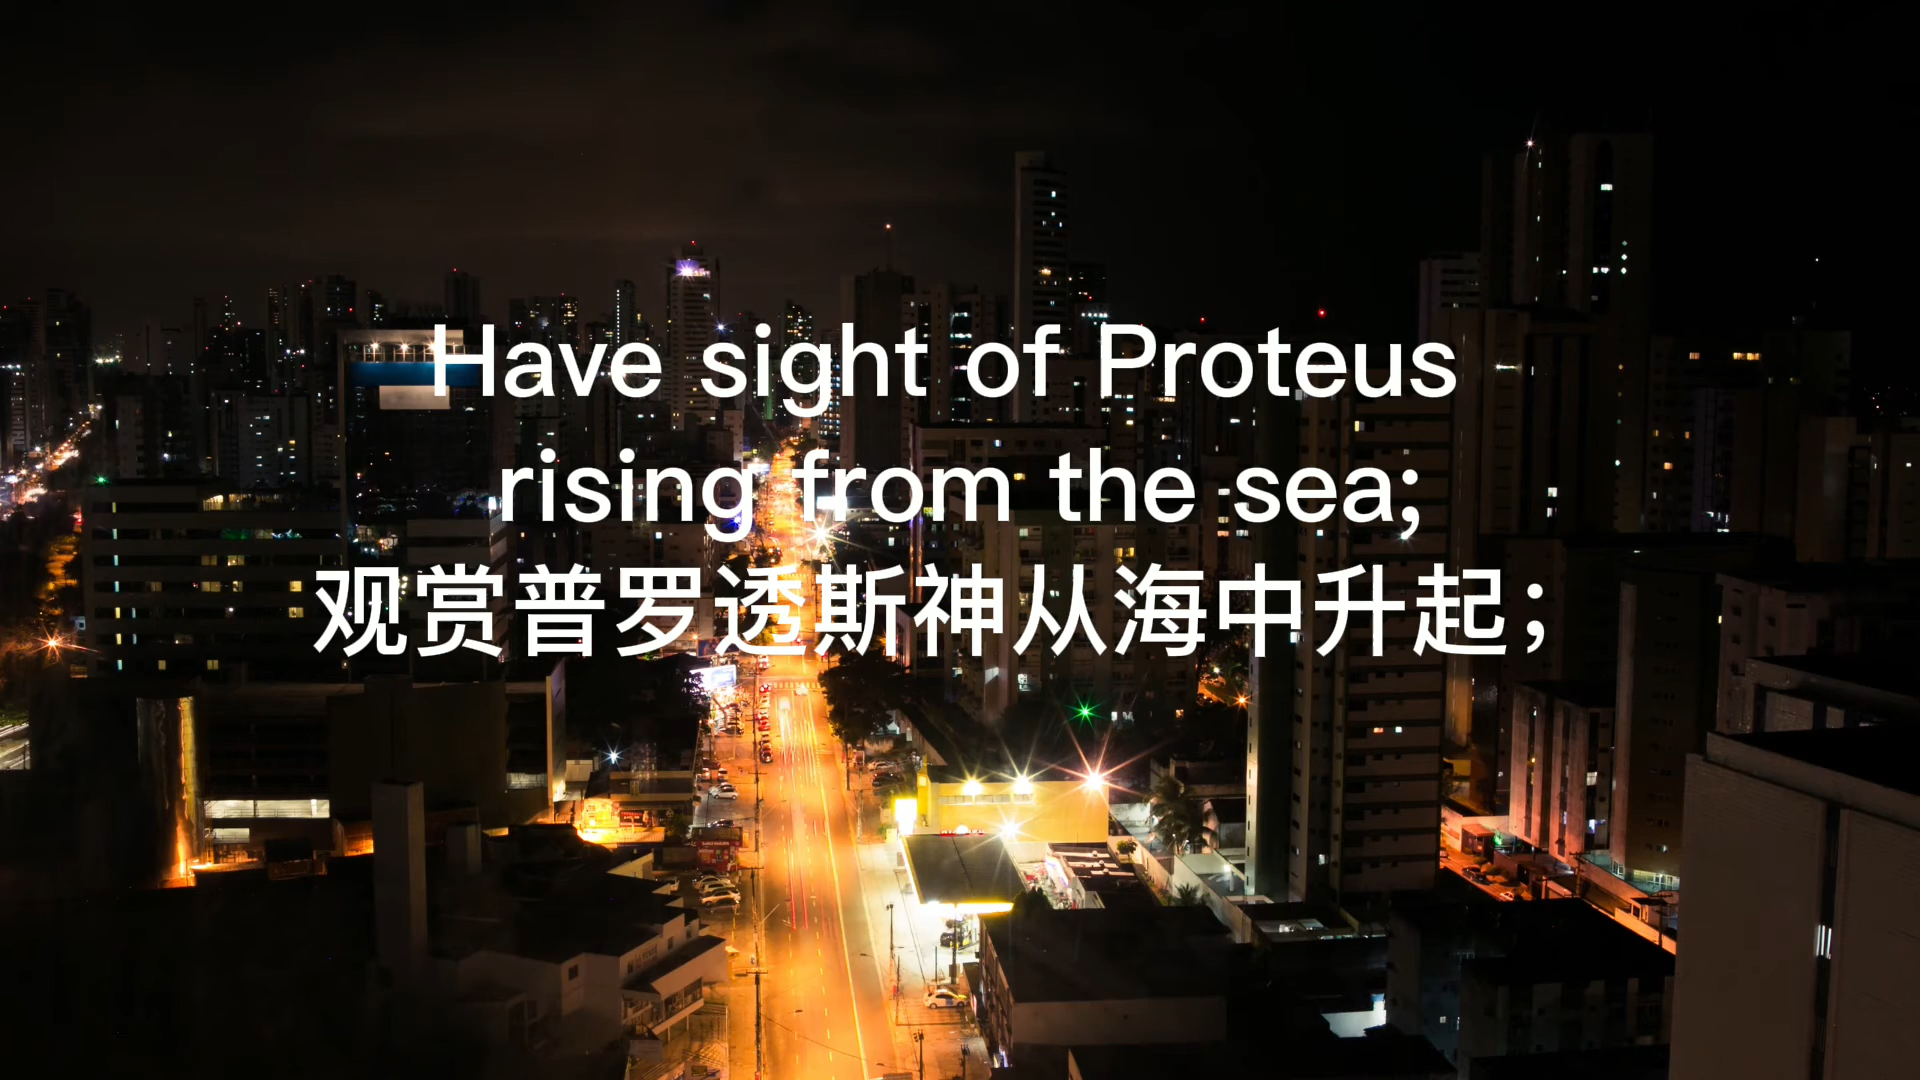 Have sight of Proteus
rising from the sea;
观赏普罗透斯神从海中升起；